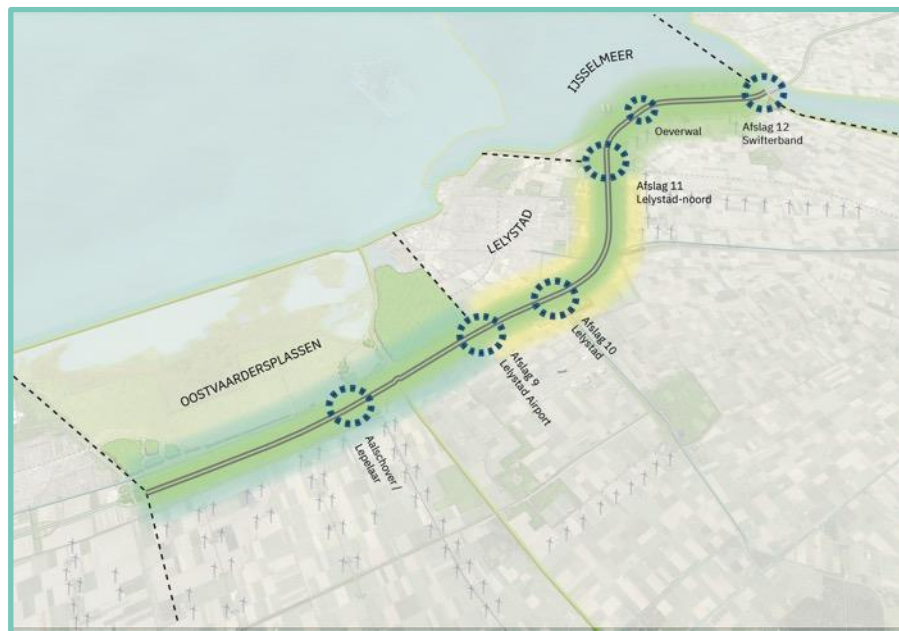 IJSSELMEER
Oeverwal
Afslag 12
Swifterband
Afslag 11
Lelystad-noord
LELYSTAD
Afslag 10
Lelystad
OOSTVAARDERSPLASSEN
Afslag 9
Lelystad Airport
Aalschover /
Lepelaar